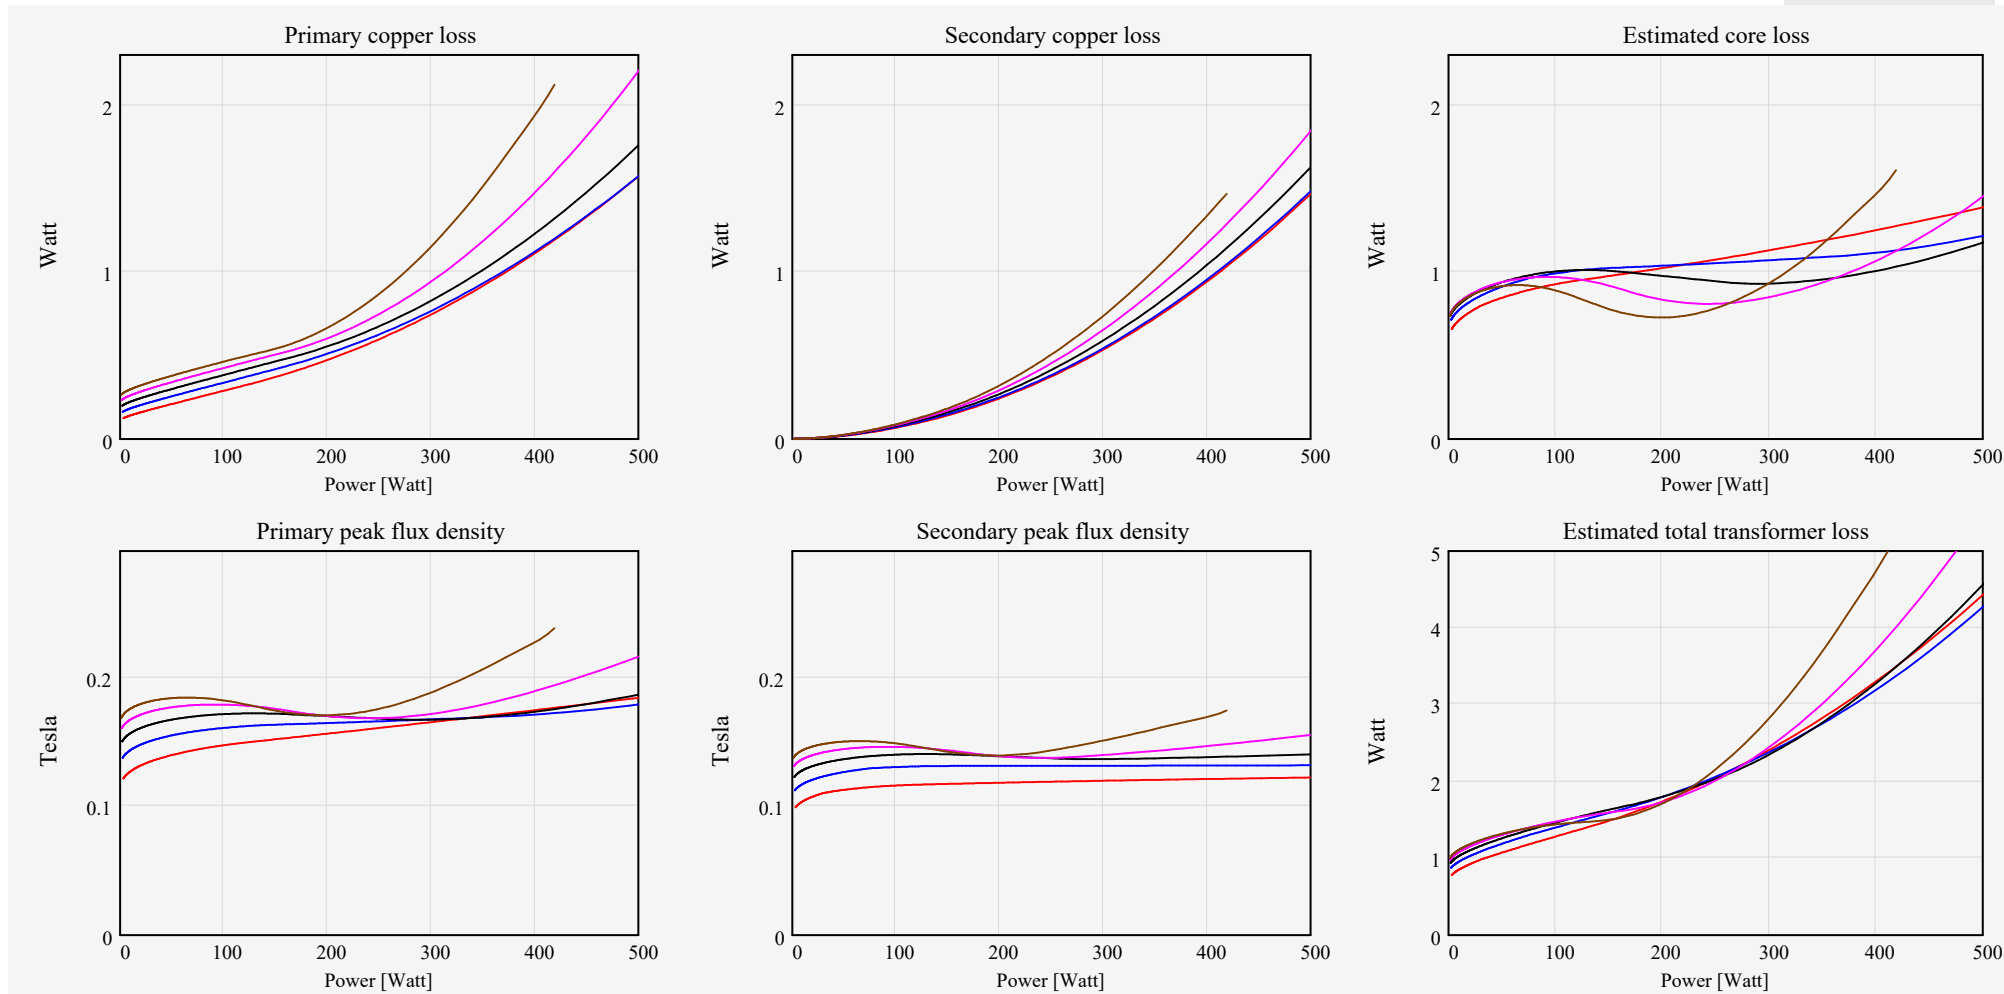 Primary copper loss
Watt
2
1
0
0 100 200 300 400 500
Power [Watt]
Secondary copper loss
Watt
2
1
0
0 100 200 300 400 500
Power [Watt]
Estimated core loss
Watt
2
1
0
0 100 200 300 400 500
Power [Watt]
Primary peak flux density
Tesla
0.2
0.1
0
0 100 200 300 400 500
Power [Watt]
Secondary peak flux density
Tesla
0.2
0.1
0
0 100 200 300 400 500
Power [Watt]
Estimated total transformer loss
Watt
5
4
3
2
1
0
0 100 200 300 400 500
Power [Watt]